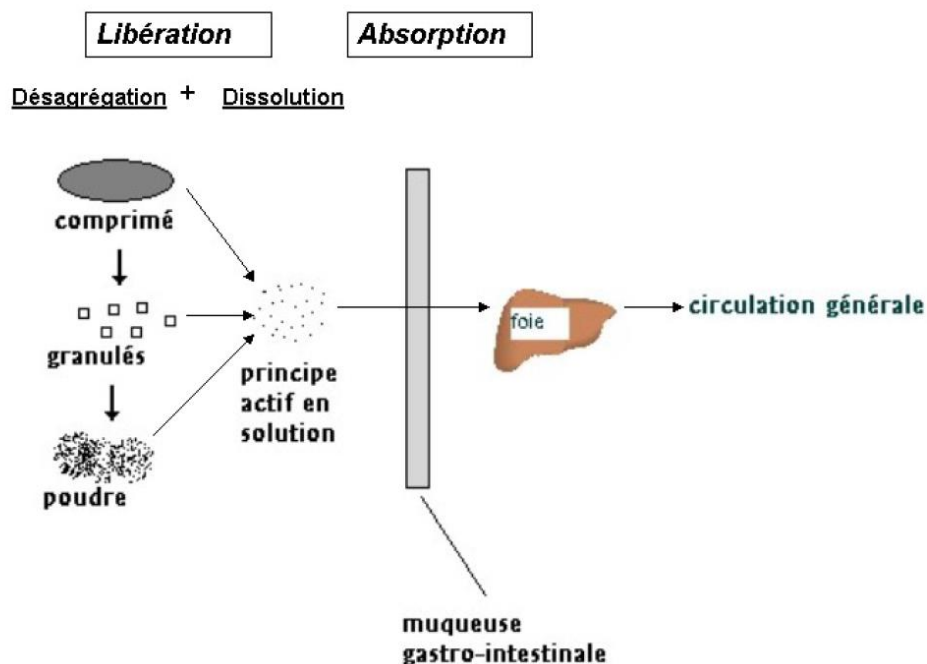 Libération
Absorption
Désagrégation + Dissolution
comprimé
granulés
poudre
principe
actif en
solution
foie
circulation générale
muqueuse
gastro-intestinale